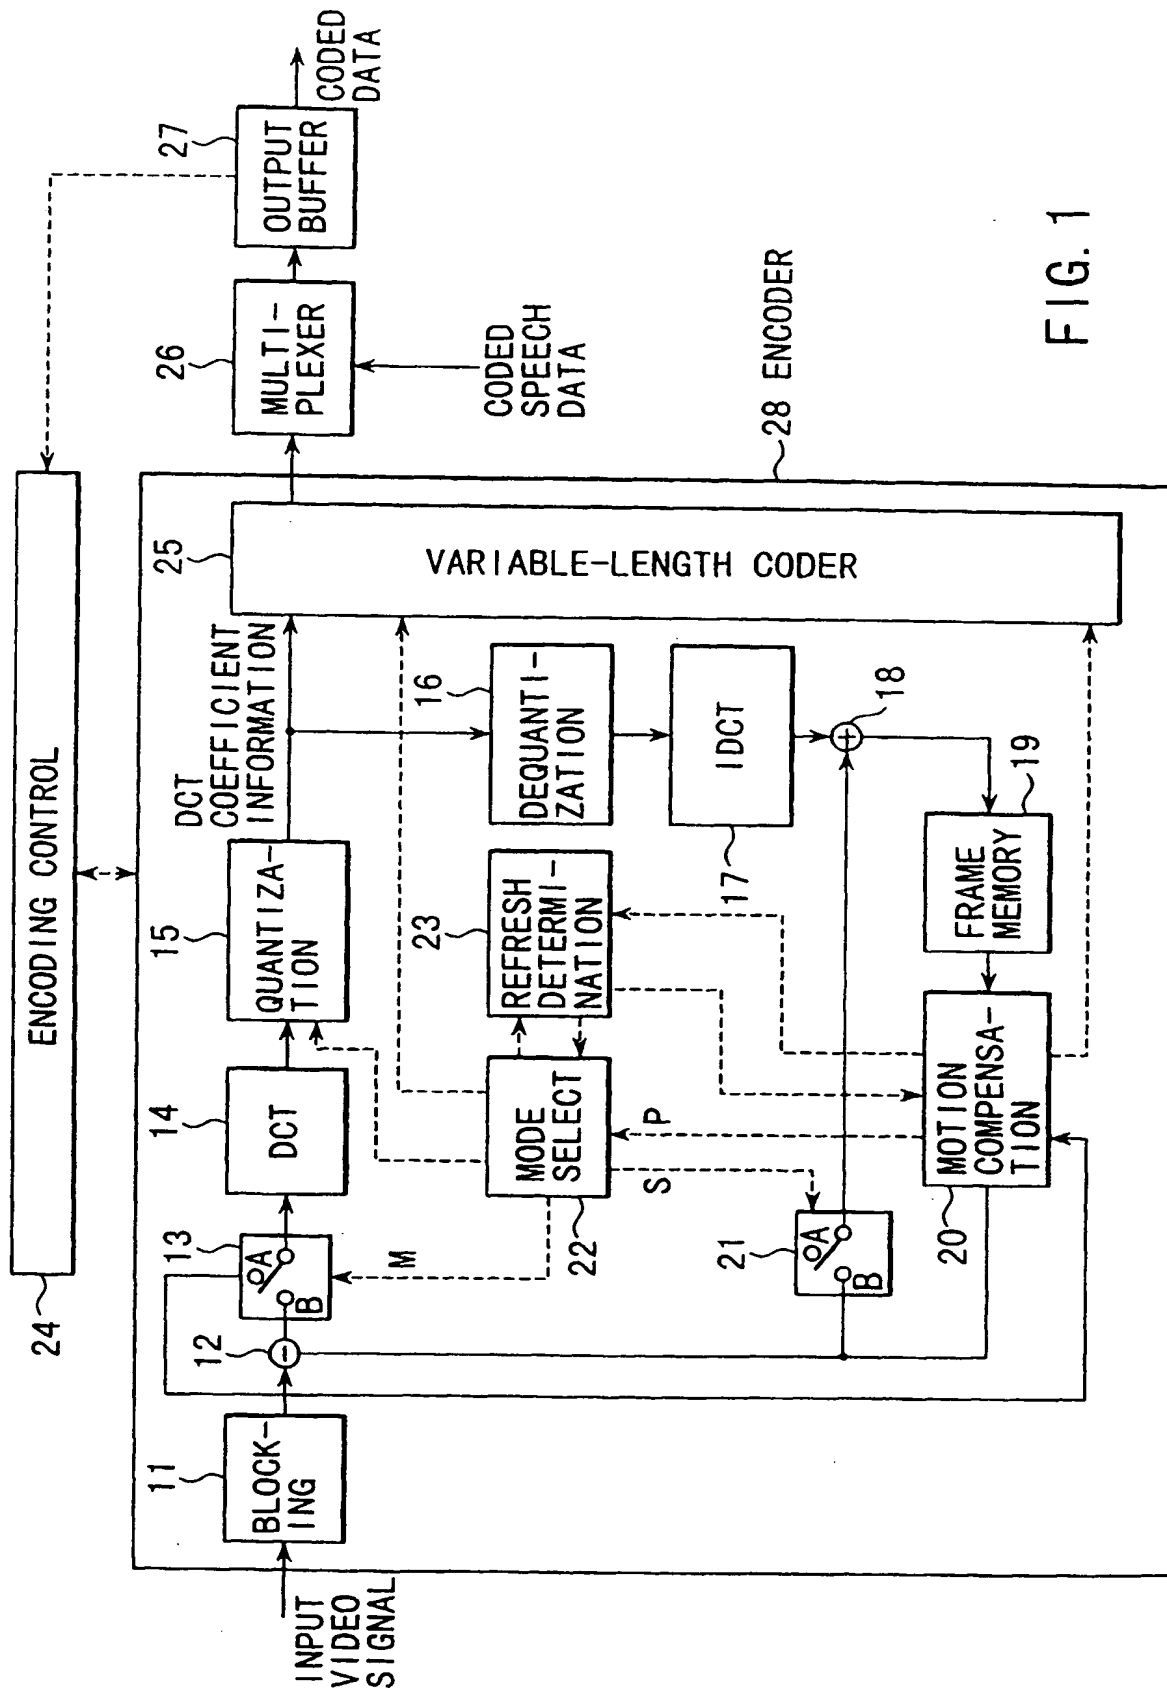 24
ENCODING CONTROL
INPUT
VIDEO
SIGNAL
11
BLOCK-
ING
12
13
A
B
14
DCT
15
QUANTIZA-
TION
DCT
COEFFICIENT
INFORMATION
25
VARIABLE-LENGTH CODER
26
MULTI-
PLEXER
27
OUTPUT
BUFFER
CODED
DATA
CODED
SPEECH
DATA
M
22
MODE
SELECT
23
REFRESH
DETERMI-
NATION
16
DEQUANTI-
ZATION
17
IDCT
18
S
P
21
A
B
20
MOTION
COMPENSA-
TION
19
FRAME
MEMORY
28 ENCODER
FIG. 1